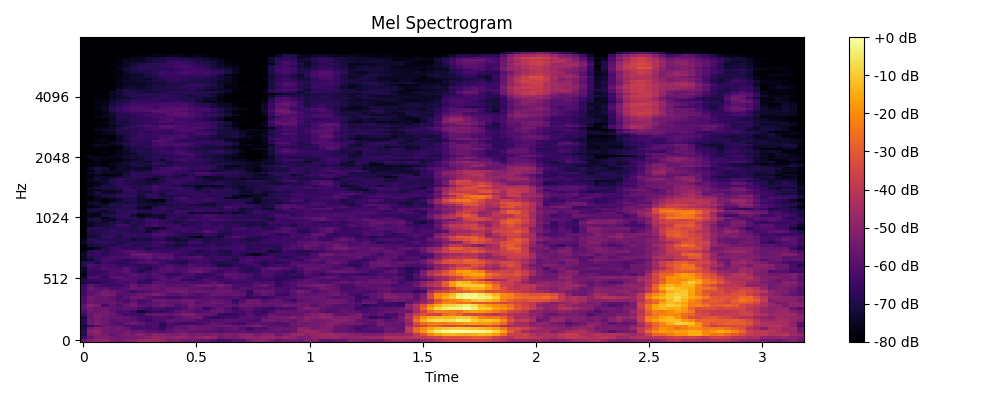 Mel Spectrogram
+0 dB
-10 dB
-20 dB
-30 dB
-40 dB
-50 dB
-60 dB
-70 dB
-80 dB
4096
2048
1024
512
0
Hz
0 0.5 1 1.5 2 2.5 3
Time